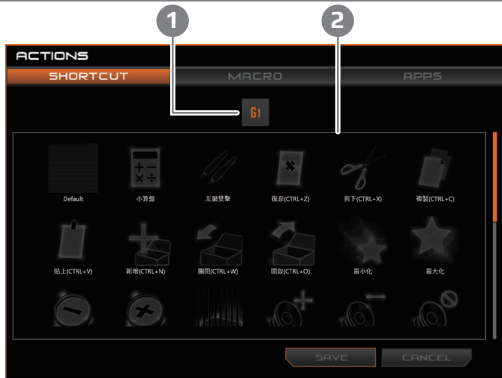 1 2
ACTIONS
SHORTCUT MACRO APPS
G1
Default 小算盤 左鍵雙擊 復原(CTRL+Z) 剪下(CTRL+X) 複製(CTRL+C)
貼上(CTRL+V) 新增(CTRL+N) 關閉(CTRL+W) 開啟(CTRL+O) 最小化 最大化
SAVE CANCEL